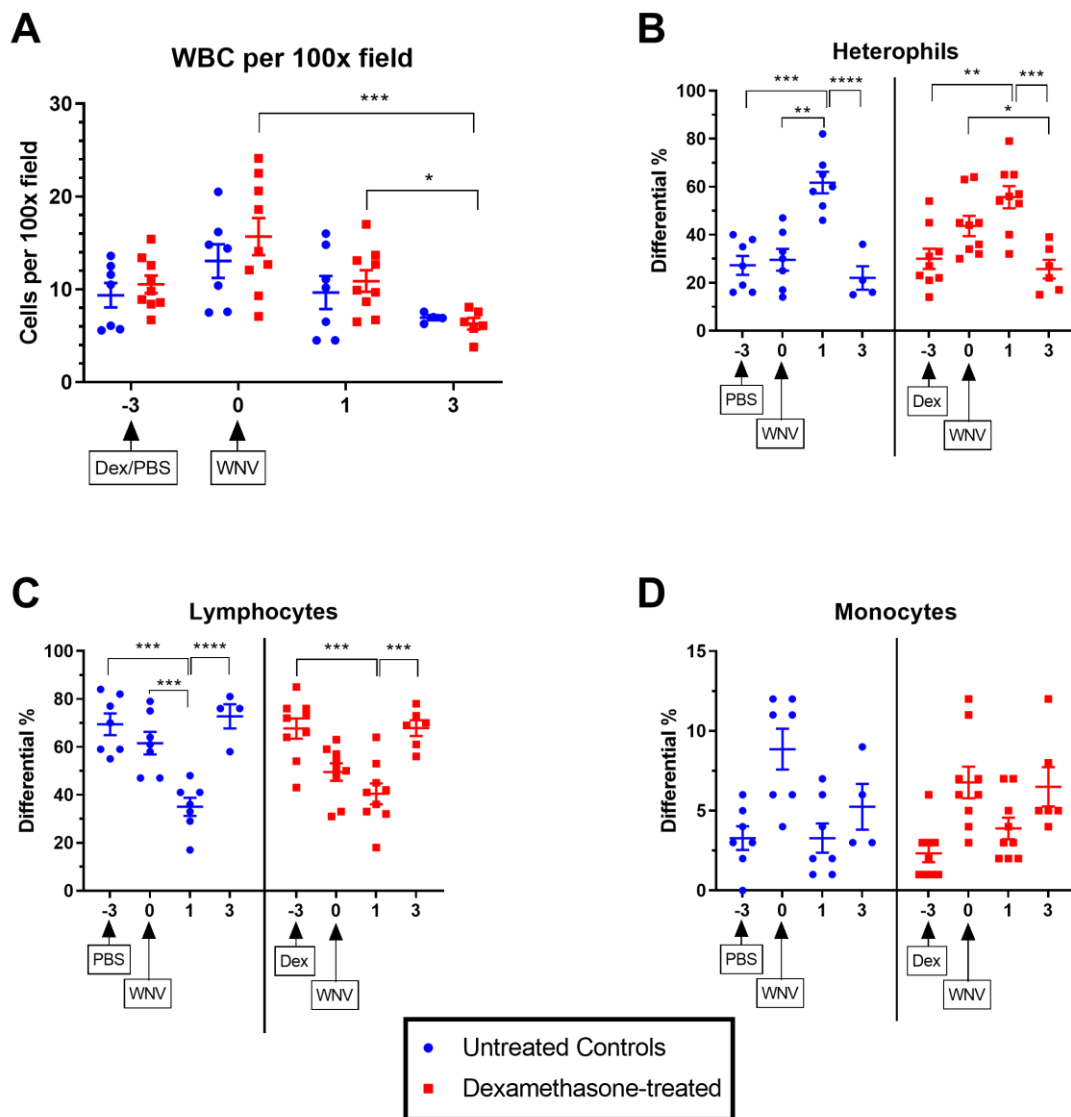 A
WBC per 100x field
Cells per 100x field
30
20
10
0
***
*
-3 0 1 3
Dex/PBS
WNV
B
Heterophils
Differential %
100
80
60
40
20
0
*** **** ** ***
** *
-3 0 1 3 -3 0 1 3
PBS
WNV
Dex
WNV
C
Lymphocytes
Differential %
100
80
60
40
20
0
*** **** *** ***
***
-3 0 1 3 -3 0 1 3
PBS
WNV
Dex
WNV
D
Monocytes
Differential %
15
10
5
0
-3 0 1 3 -3 0 1 3
PBS
WNV
Dex
WNV
Untreated Controls
Dexamethasone-treated